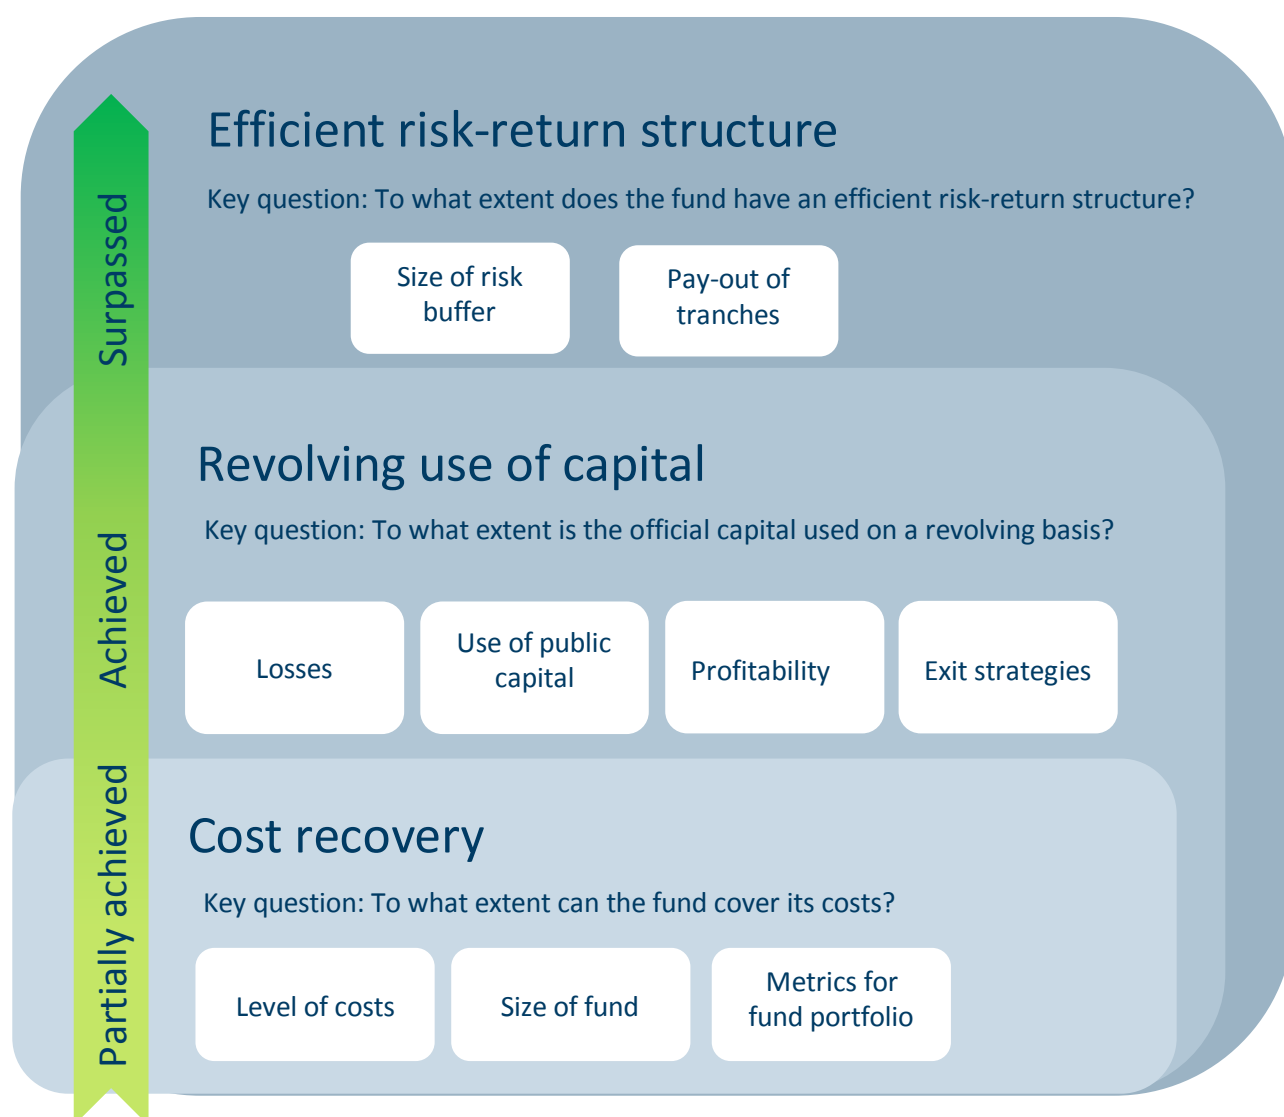 Efficient risk-return structure
Key question: To what extent does the fund have an efficient risk-return structure?
Size of risk
buffer
Pay-out of
tranches
Surpassed
Revolving use of capital
Key question: To what extent is the official capital used on a revolving basis?
Losses
Use of public
capital
Profitability
Exit strategies
Achieved
Cost recovery
Key question: To what extent can the fund cover its costs?
Level of costs
Size of fund
Metrics for
fund portfolio
Partially achieved